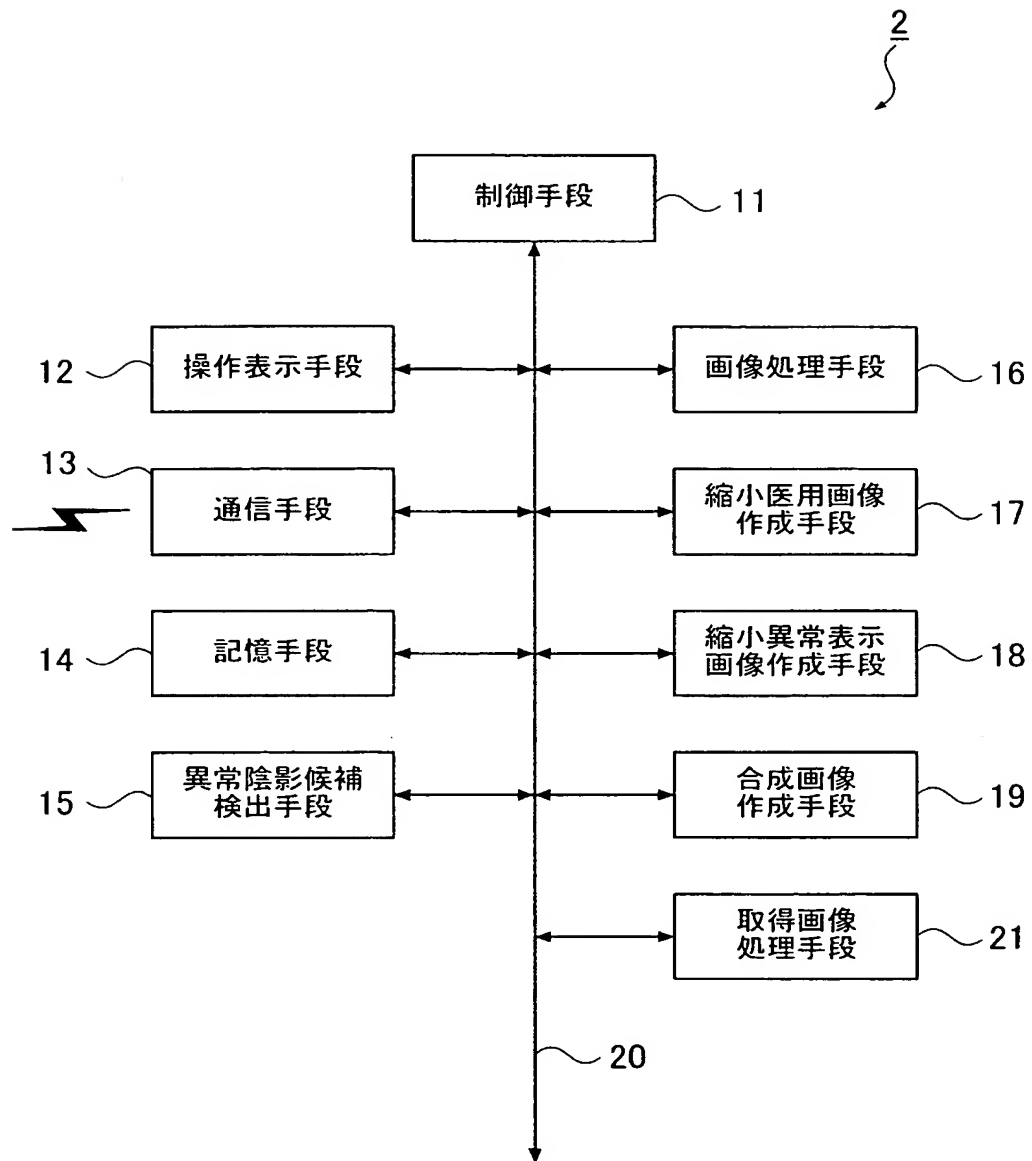 2
制御手段
11
12
操作表示手段
画像処理手段
16
13
通信手段
縮小医用画像
作成手段
17
14
記憶手段
縮小異常表示
画像作成手段
18
15
異常陰影候補
検出手段
合成画像
作成手段
19
取得画像
処理手段
21
20